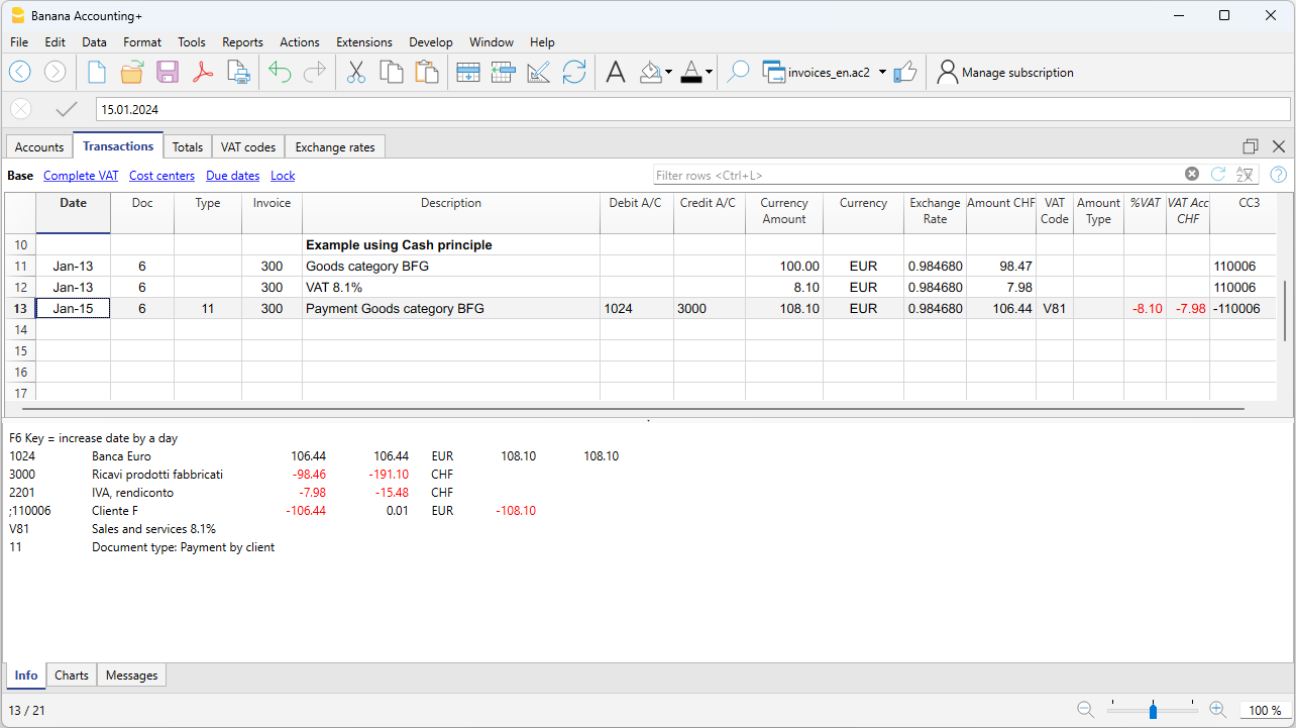 Banana Accounting+
File Edit Data Format Tools Reports Actions Extensions Develop Window Help
invoices_en.ac2 Manage subscription
15.01.2024
Accounts Transactions Totals VAT codes Exchange rates
Base Complete VAT Cost centers Due dates Lock Filter rows <Ctrl+L>
Date Doc Type Invoice Description Debit A/C Credit A/C Currency Currency Exchange Amount CHF VAT Amount %VAT VAT Acc CC3
Amount Rate Code Type CHF
10 Example using Cash principle
11 Jan-13 6 300 Goods category BFG 100.00 EUR 0.984680 98.47 110006
12 Jan-13 6 300 VAT 8.1% 8.10 EUR 0.984680 7.98 110006
13 Jan-15 6 11 300 Payment Goods category BFG 1024 3000 108.10 EUR 0.984680 106.44 V81 -8.10 -7.98 -110006
14
15
16
17
F6 Key = increase date by a day
1024 Banca Euro 106.44 106.44 EUR 108.10 108.10
3000 Ricavi prodotti fabbricati -98.46 -191.10 CHF
2201 IVA, rendiconto -7.98 -15.48 CHF
;110006 Cliente F -106.44 0.01 EUR -108.10
V81 Sales and services 8.1%
11 Document type: Payment by client
Info Charts Messages
13 / 21 100 %